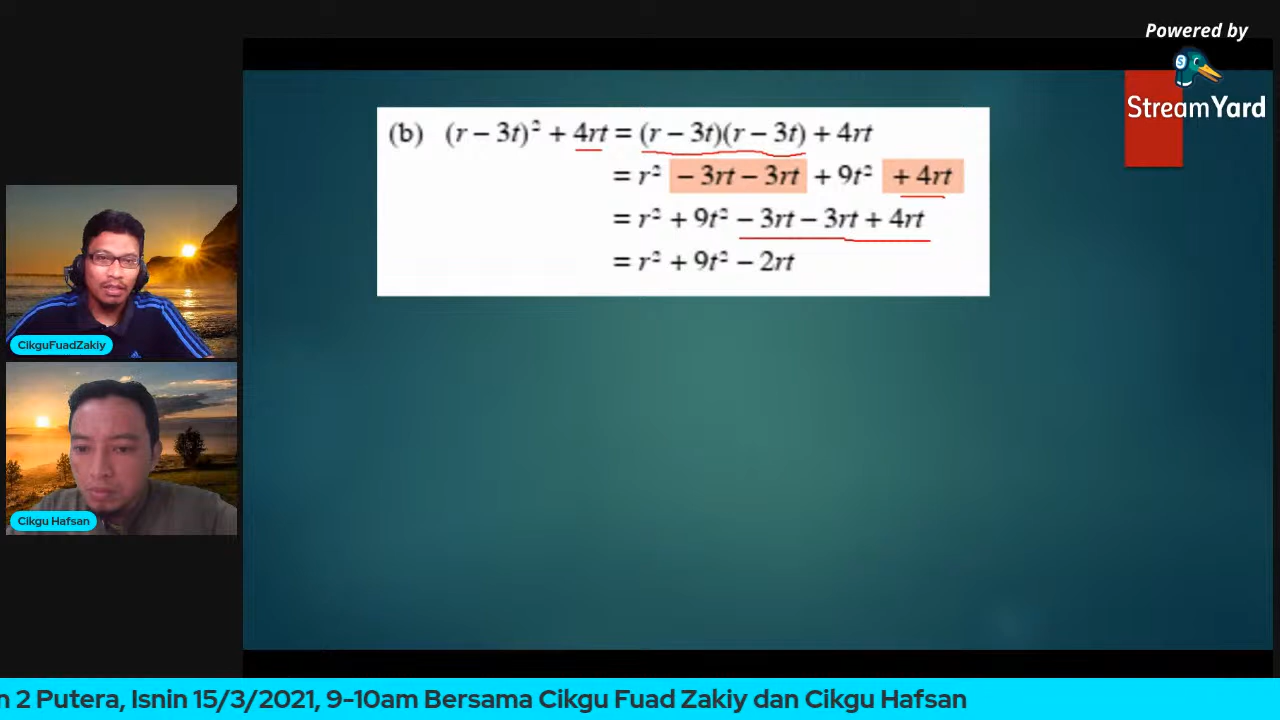 Powered by
StreamYard
(b) (r − 3t)² + 4rt = (r − 3t)(r − 3t) + 4rt
= r² − 3rt − 3rt + 9t² + 4rt
= r² + 9t² − 3rt − 3rt + 4rt
= r² + 9t² − 2rt
CikguFuadZakiy
Cikgu Hafsan
n 2 Putera, Isnin 15/3/2021, 9-10am Bersama Cikgu Fuad Zakiy dan Cikgu Hafsan